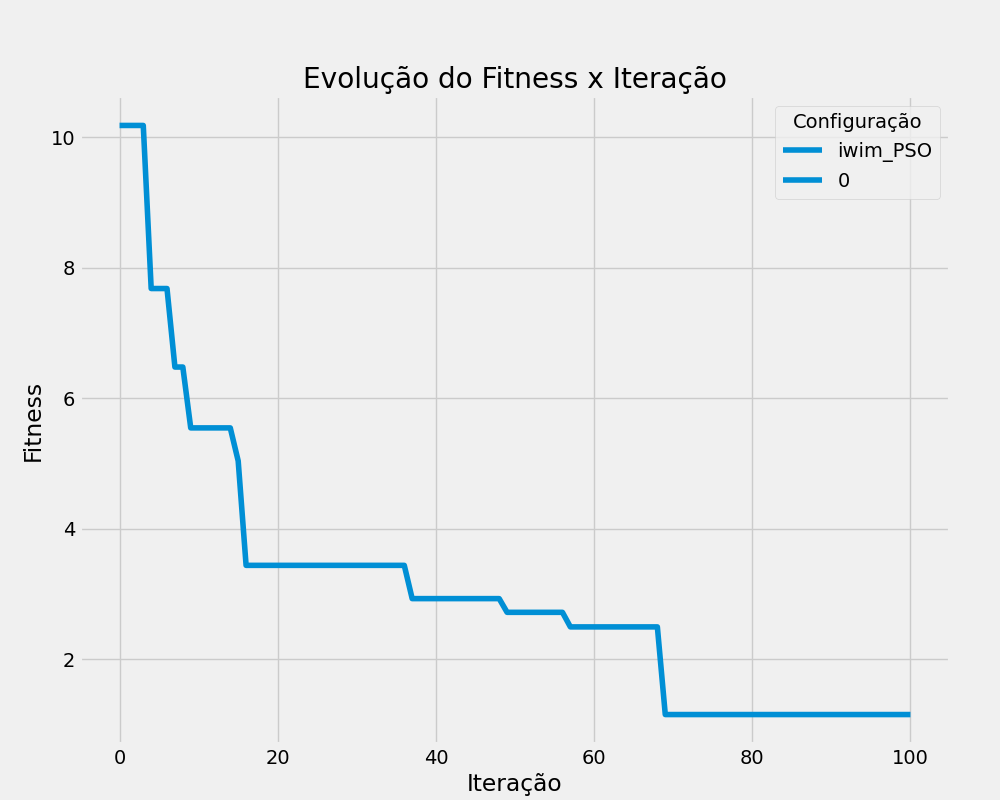 Evolução do Fitness x Iteração
Configuração
iwim_PSO
0
Fitness
10
8
6
4
2
0 20 40 60 80 100
Iteração